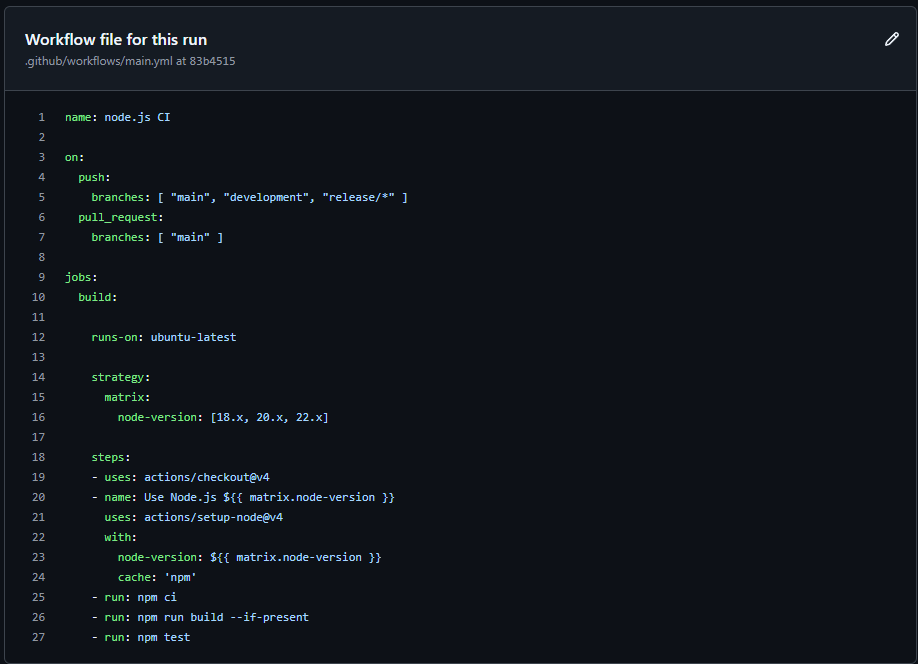 Workflow file for this run
.github/workflows/main.yml at 83b4515
1 name: node.js CI
2
3 on:
4   push:
5     branches: [ "main", "development", "release/*" ]
6   pull_request:
7     branches: [ "main" ]
8
9 jobs:
10   build:
11
12     runs-on: ubuntu-latest
13
14     strategy:
15       matrix:
16         node-version: [18.x, 20.x, 22.x]
17
18     steps:
19     - uses: actions/checkout@v4
20     - name: Use Node.js ${{ matrix.node-version }}
21       uses: actions/setup-node@v4
22       with:
23         node-version: ${{ matrix.node-version }}
24         cache: 'npm'
25     - run: npm ci
26     - run: npm run build --if-present
27     - run: npm test